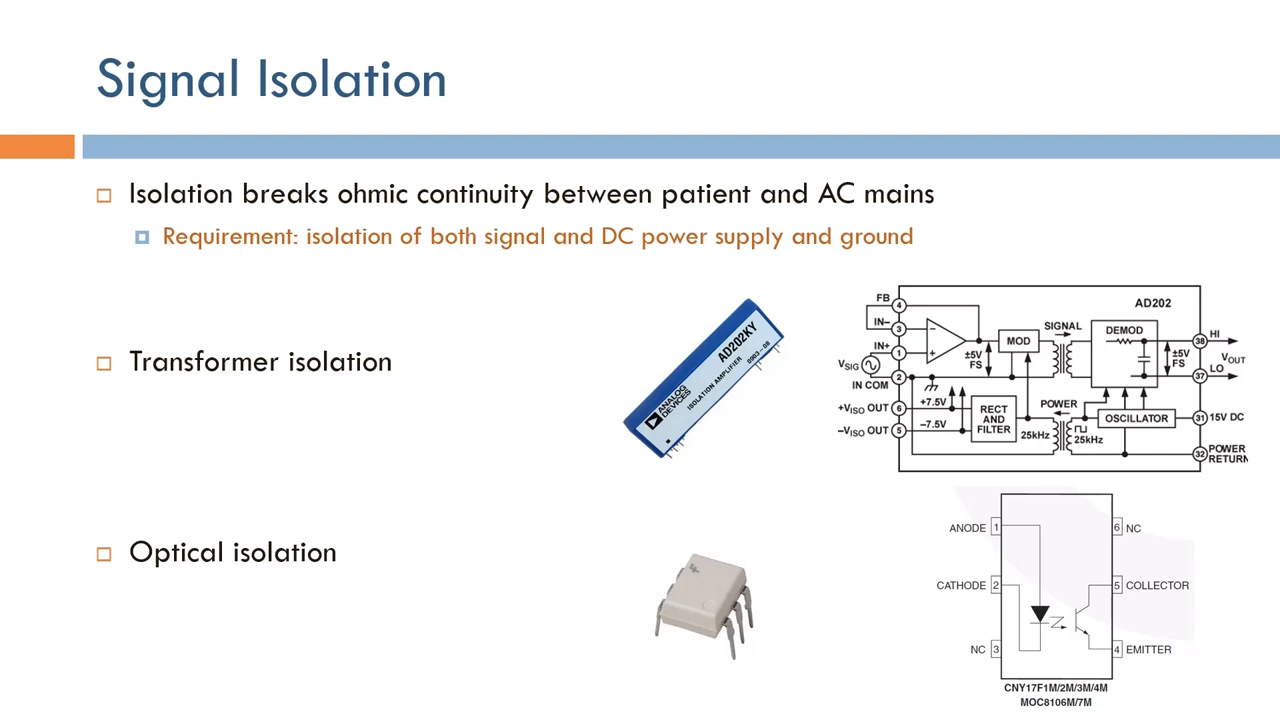 Signal Isolation
Isolation breaks ohmic continuity between patient and AC mains
Requirement: isolation of both signal and DC power supply and ground
Transformer isolation
ANALOG
DEVICES
AD202KY
ISOLATION AMPLIFIER 0903-08
AD202
FB 4
IN– 3
IN+ 1
VSIG
IN COM 2
+VISO OUT 6
–VISO OUT 5
±5V
FS
MOD
SIGNAL
DEMOD
±5V
FS
38 HI
VOUT
37 LO
+7.5V
–7.5V
RECT
AND
FILTER
25kHz
POWER
25kHz
OSCILLATOR
31 15V DC
32 POWER
RETURN
Optical isolation
ANODE 1
CATHODE 2
NC 3
6 NC
5 COLLECTOR
4 EMITTER
CNY17F1M/2M/3M/4M
MOC8106M/7M